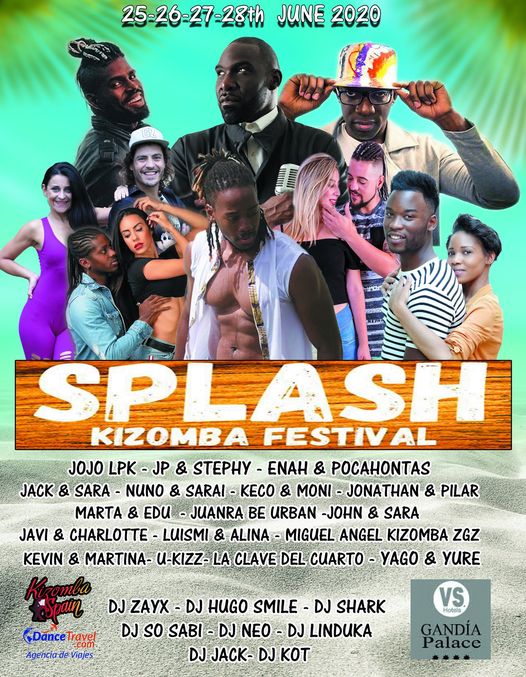 25-26-27-28th JUNE 2020
SPLASH
KIZOMBA FESTIVAL
JOJO LPK - JP & STEPHY - ENAH & POCAHONTAS
JACK & SARA - NUNO & SARAI - KECO & MONI - JONATHAN & PILAR
MARTA & EDU - JUANRA BE URBAN -JOHN & SARA
JAVI & CHARLOTTE - LUISMI & ALINA - MIGUEL ANGEL KIZOMBA ZGZ
KEVIN & MARTINA- U-KIZZ- LA CLAVE DEL CUARTO - YAGO & YURE
Kizomba
Spain
DanceTravel
.com
Agencia de Viajes
DJ ZAYX - DJ HUGO SMILE - DJ SHARK
DJ SO SABI - DJ NEO - DJ LINDUKA
DJ JACK- DJ KOT
VS
Hotels
GANDÍA
Palace